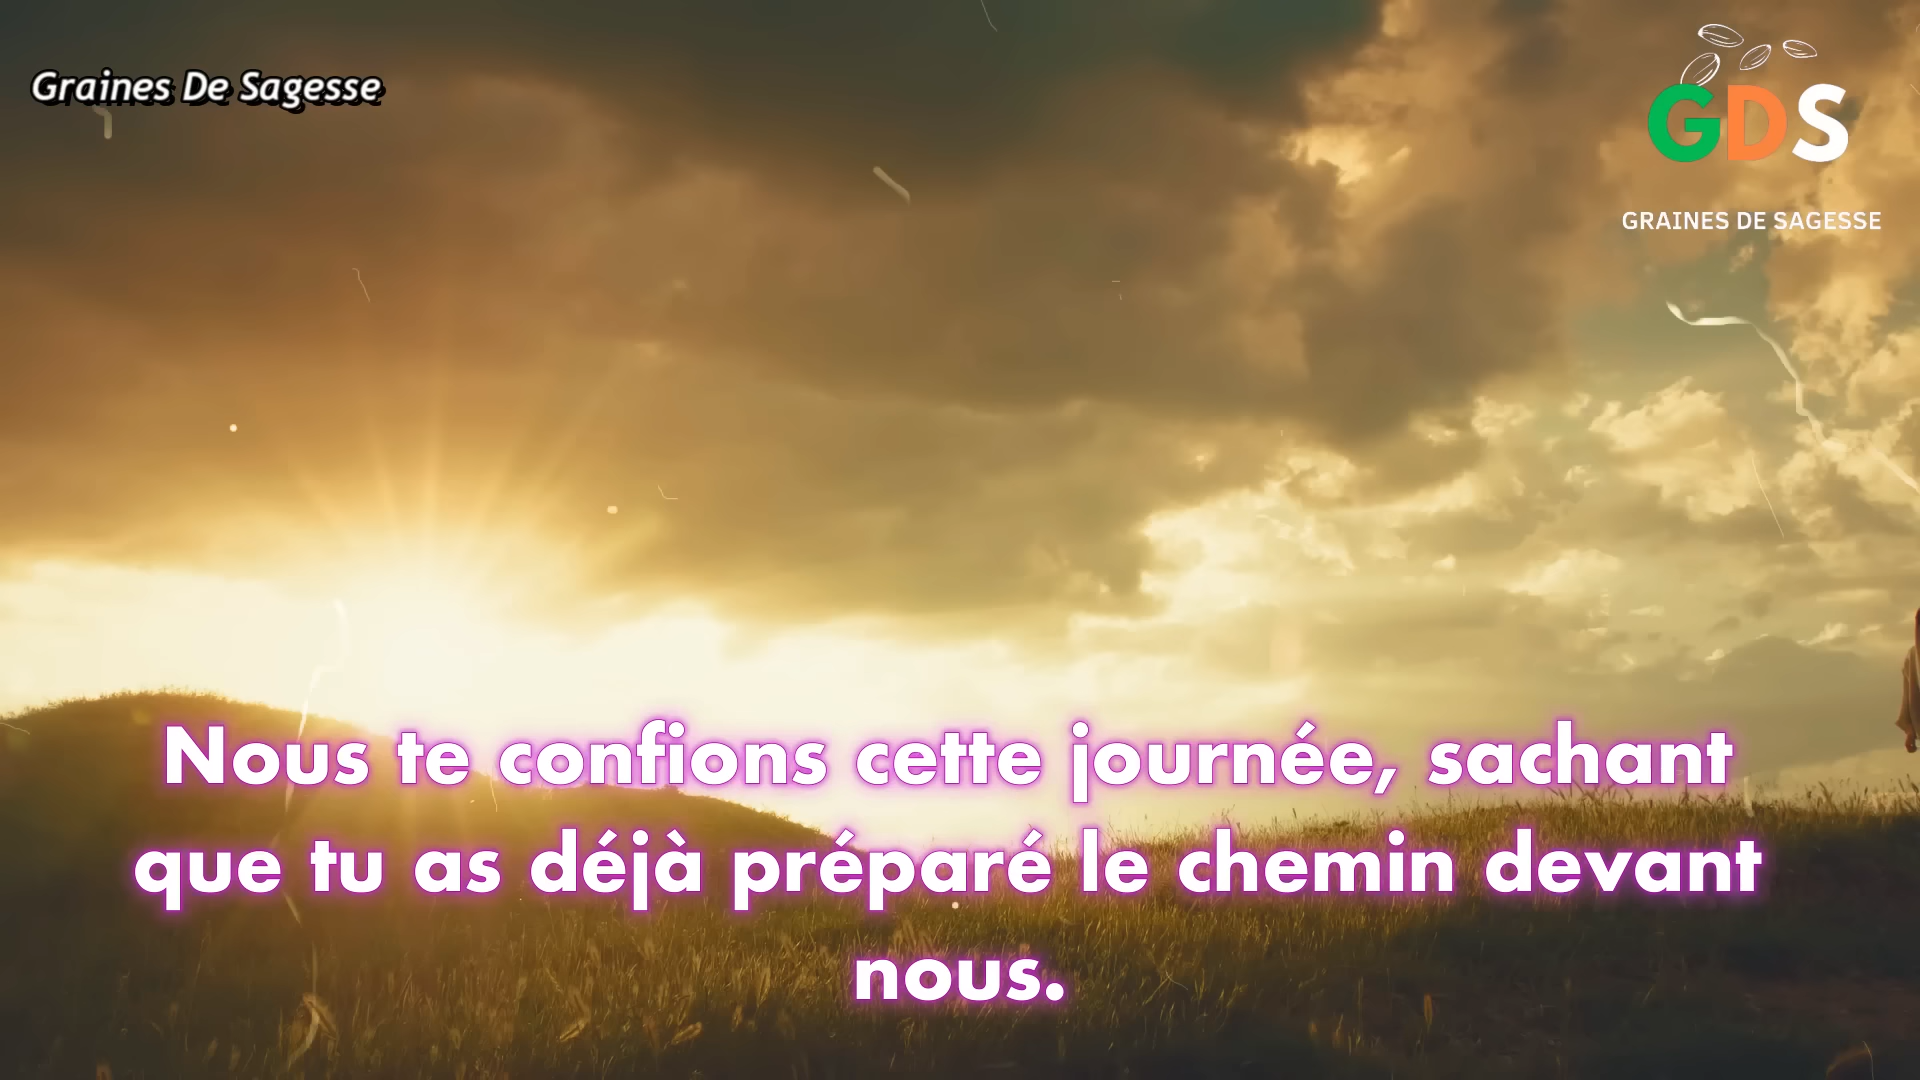 Graines De Sagesse
GDS
GRAINES DE SAGESSE
Nous te confions cette journée, sachant
que tu as déjà préparé le chemin devant
nous.